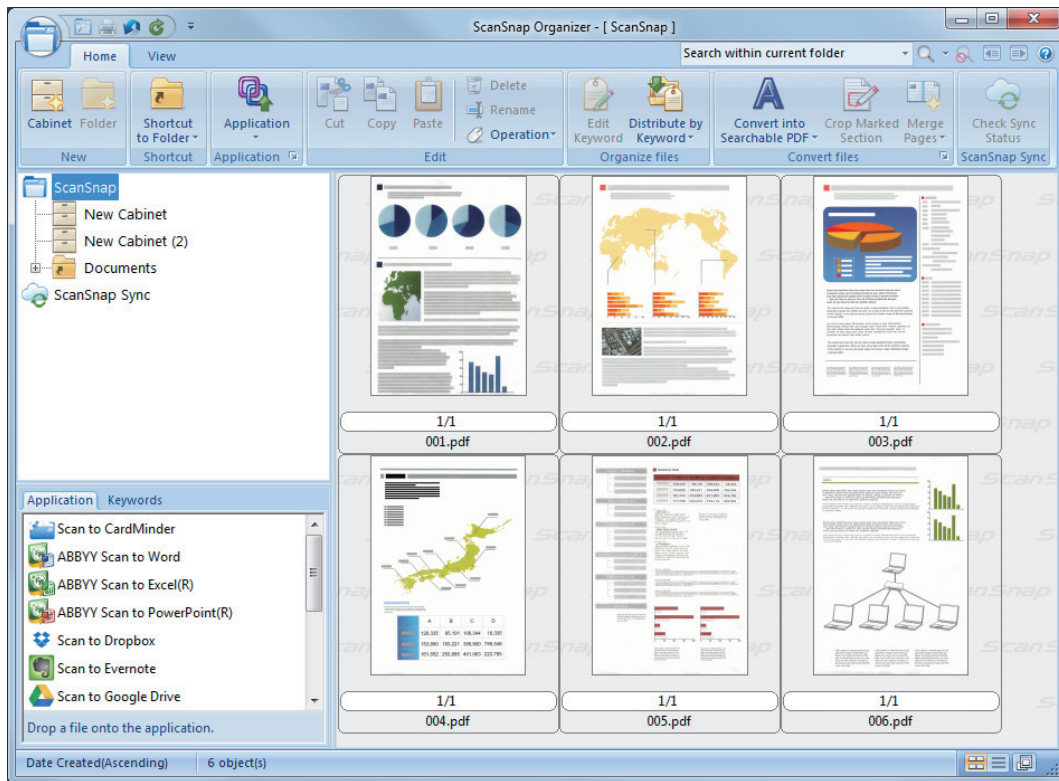 ScanSnap Organizer - [ ScanSnap ]
Home View
Search within current folder
Cabinet Folder
New
Shortcut
to Folder
Shortcut
Application
Application
Cut Copy Paste
Delete
Rename
Operation
Edit
Edit
Keyword
Distribute by
Keyword
Organize files
Convert into
Searchable PDF
Crop Marked
Section
Merge
Pages
Convert files
Check Sync
Status
ScanSnap Sync
ScanSnap
New Cabinet
New Cabinet (2)
Documents
ScanSnap Sync
Application Keywords
Scan to CardMinder
ABBYY Scan to Word
ABBYY Scan to Excel(R)
ABBYY Scan to PowerPoint(R)
Scan to Dropbox
Scan to Evernote
Scan to Google Drive
Drop a file onto the application.
1/1 1/1 1/1
001.pdf 002.pdf 003.pdf
A B C D
1/1 1/1 1/1
004.pdf 005.pdf 006.pdf
Date Created(Ascending) 6 object(s)